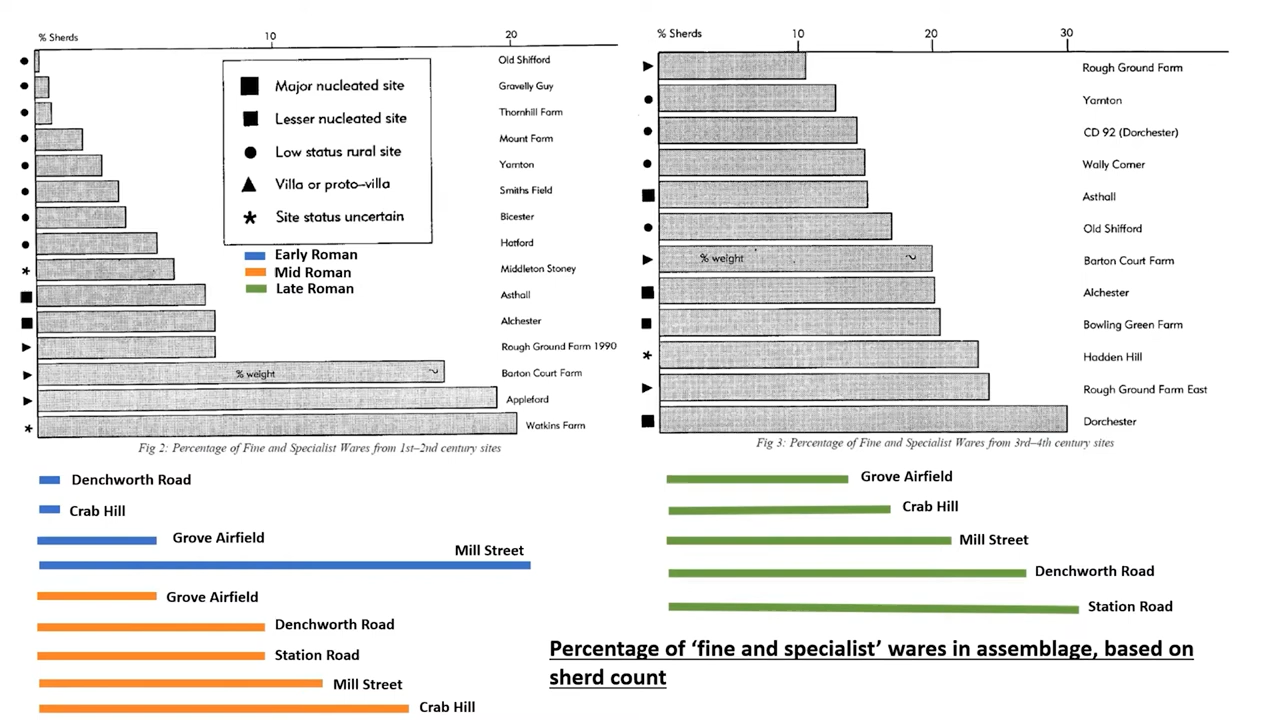 % Sherds
10
20
Old Shifford
Gravelly Guy
Thornhill Farm
Mount Farm
Yarnton
Smiths Field
Bicester
Hatford
Middleton Stoney
Asthall
Alchester
Rough Ground Farm 1990
% weight
Barton Court Farm
Appleford
Watkins Farm
Major nucleated site
Lesser nucleated site
Low status rural site
Villa or proto–villa
Site status uncertain
Early Roman
Mid Roman
Late Roman
Fig 2: Percentage of Fine and Specialist Wares from 1st–2nd century sites
% Sherds
10
20
30
Rough Ground Farm
Yarnton
CD 92 (Dorchester)
Wally Corner
Asthall
Old Shifford
% weight
Barton Court Farm
Alchester
Bowling Green Farm
Hadden Hill
Rough Ground Farm East
Dorchester
Fig 3: Percentage of Fine and Specialist Wares from 3rd–4th century sites
Denchworth Road
Crab Hill
Grove Airfield
Mill Street
Grove Airfield
Denchworth Road
Station Road
Mill Street
Crab Hill
Grove Airfield
Crab Hill
Mill Street
Denchworth Road
Station Road
Percentage of ‘fine and specialist’ wares in assemblage, based on
sherd count